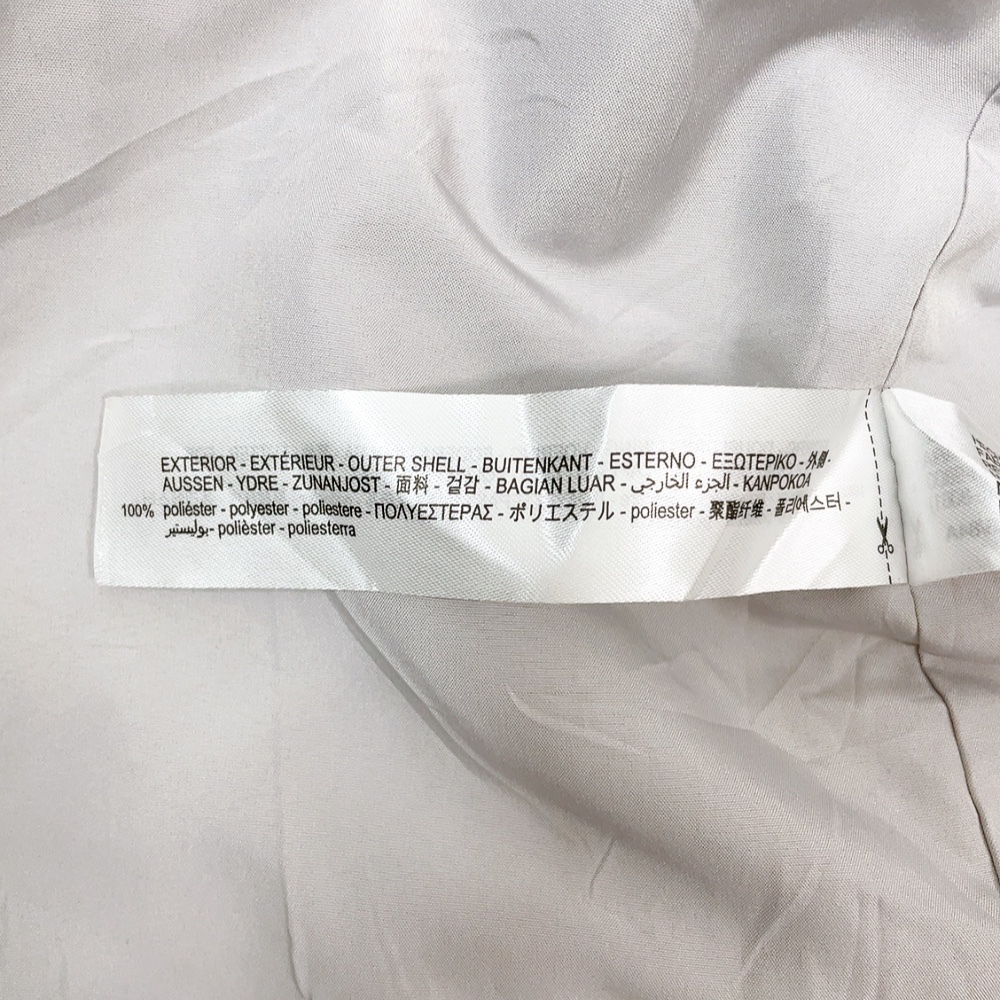 EXTERIOR - EXTÉRIEUR - OUTER SHELL - BUITENKANT - ESTERNO - ΕΞΩΤΕΡΙΚΟ - 外側 -
AUSSEN - YDRE - ZUNANJOST - 面料 - 겉감 - BAGIAN LUAR - الجزء الخارجي - KANPOKOA
100% poliéster - polyester - poliestere - ΠΟΛΥΕΣΤΕΡΑΣ - ポリエステル - poliester - 聚酯纤维 - 폴리에스터 -
بوليستير - polièster - poliesterra